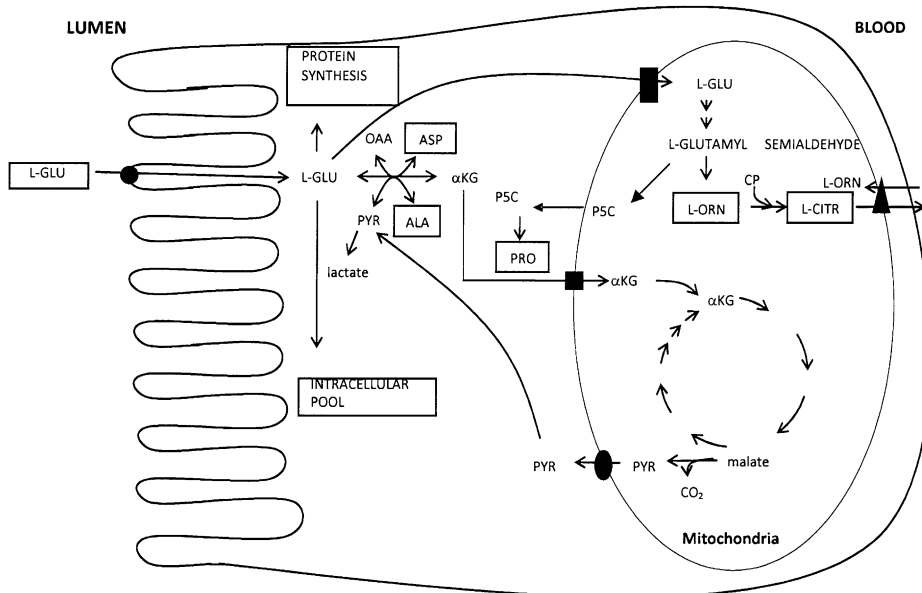 LUMEN
BLOOD
PROTEIN
SYNTHESIS
L-GLU
OAA
ASP
L-GLUTAMYL SEMIALDEHYDE
L-GLU
L-GLU
αKG
CP
L-ORN
P5C
P5C
L-ORN
L-CITR
PYR
ALA
lactate
PRO
αKG
αKG
INTRACELLULAR
POOL
PYR
PYR
malate
CO₂
Mitochondria